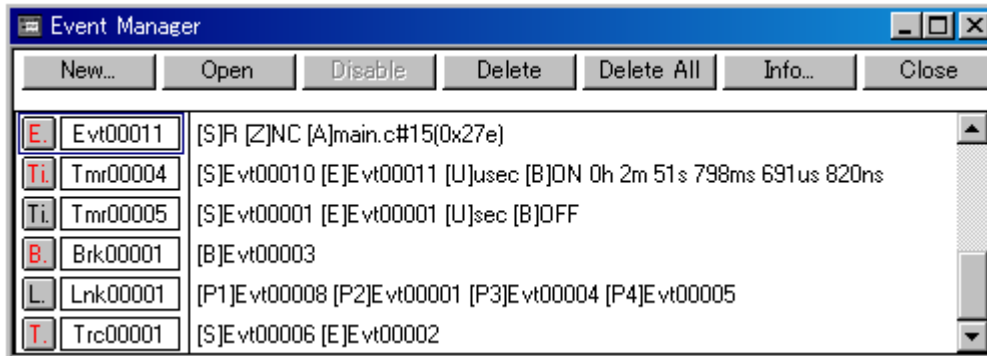 Event Manager
New... Open Disable Delete Delete All Info... Close
E. Evt00011 [S]R [Z]NC [A]main.c#15(0x27e)
Ti. Tmr00004 [S]Evt00010 [E]Evt00011 [U]usec [B]ON 0h 2m 51s 798ms 691us 820ns
Ti. Tmr00005 [S]Evt00001 [E]Evt00001 [U]sec [B]OFF
B. Brk00001 [B]Evt00003
L. Lnk00001 [P1]Evt00008 [P2]Evt00001 [P3]Evt00004 [P4]Evt00005
T. Trc00001 [S]Evt00006 [E]Evt00002